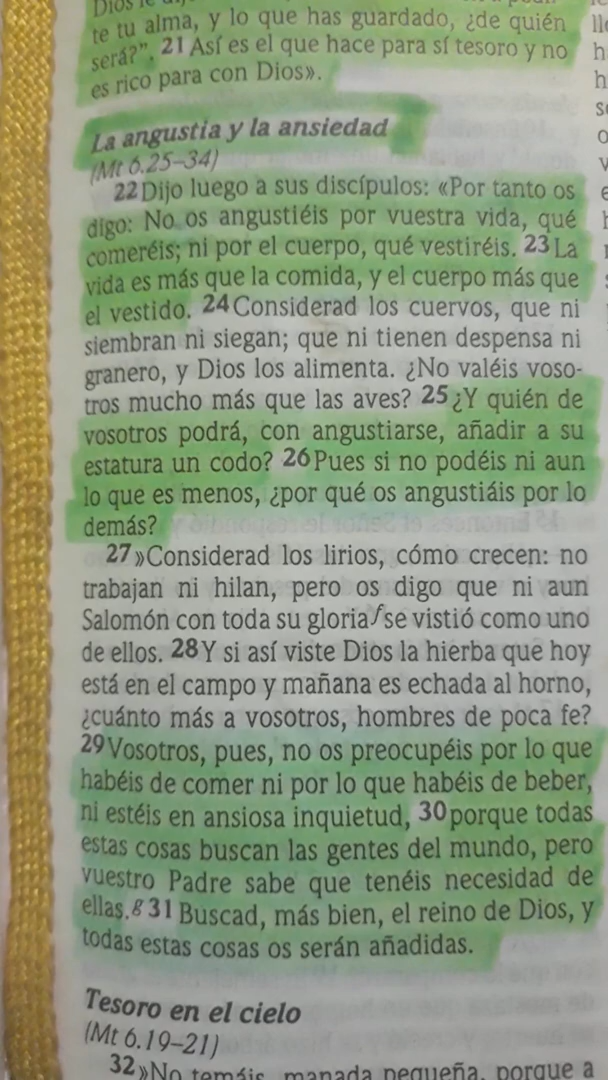 te tu alma, y lo que has guardado, ¿de quién
será?”. 21 Así es el que hace para sí tesoro y no
es rico para con Dios».
La angustia y la ansiedad
(Mt 6.25–34)
22 Dijo luego a sus discípulos: «Por tanto os
digo: No os angustiéis por vuestra vida, qué
comeréis; ni por el cuerpo, qué vestiréis. 23 La
vida es más que la comida, y el cuerpo más que
el vestido. 24 Considerad los cuervos, que ni
siembran ni siegan; que ni tienen despensa ni
granero, y Dios los alimenta. ¿No valéis voso-
tros mucho más que las aves? 25 ¿Y quién de
vosotros podrá, con angustiarse, añadir a su
estatura un codo? 26 Pues si no podéis ni aun
lo que es menos, ¿por qué os angustiáis por lo
demás?
27 »Considerad los lirios, cómo crecen: no
trabajan ni hilan, pero os digo que ni aun
Salomón con toda su gloria f se vistió como uno
de ellos. 28 Y si así viste Dios la hierba que hoy
está en el campo y mañana es echada al horno,
¿cuánto más a vosotros, hombres de poca fe?
29 Vosotros, pues, no os preocupéis por lo que
habéis de comer ni por lo que habéis de beber,
ni estéis en ansiosa inquietud, 30 porque todas
estas cosas buscan las gentes del mundo, pero
vuestro Padre sabe que tenéis necesidad de
ellas. g 31 Buscad, más bien, el reino de Dios, y
todas estas cosas os serán añadidas.
Tesoro en el cielo
(Mt 6.19–21)
32 »No temáis, manada pequeña, porque a